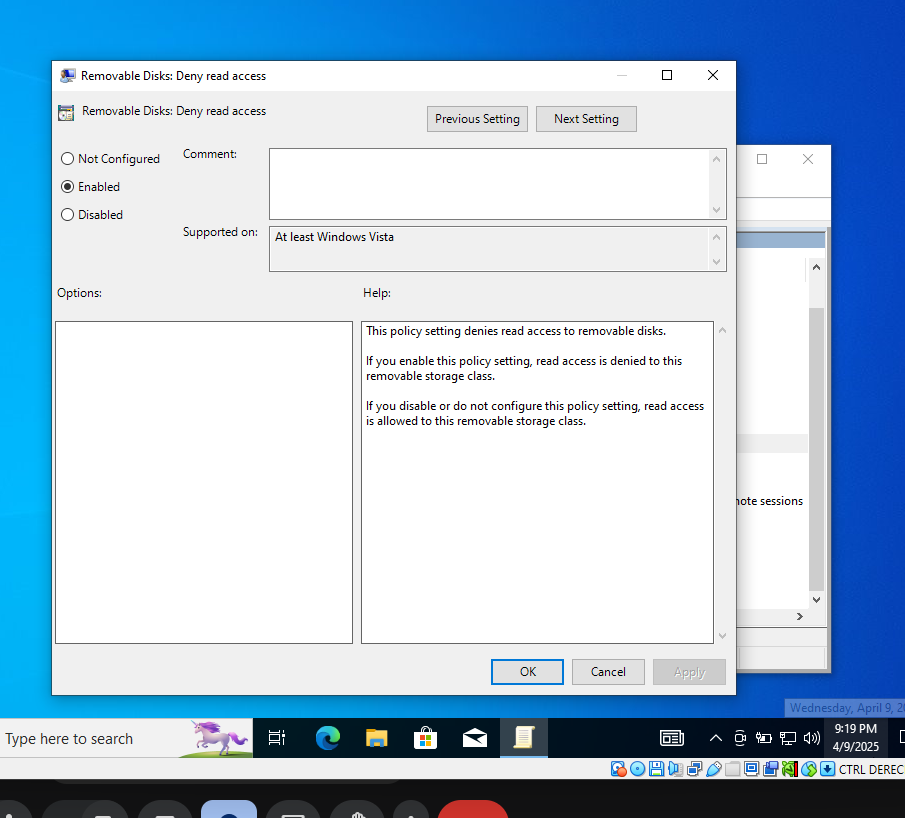 Removable Disks: Deny read access
Removable Disks: Deny read access
Previous Setting
Next Setting
Not Configured
Enabled
Disabled
Comment:
Supported on:
At least Windows Vista
Options:
Help:
This policy setting denies read access to removable disks.
If you enable this policy setting, read access is denied to this
removable storage class.
If you disable or do not configure this policy setting, read access
is allowed to this removable storage class.
sessions
OK
Cancel
Apply
Wednesday, April 9,
Type here to search
9:19 PM
4/9/2025
CTRL DEREC